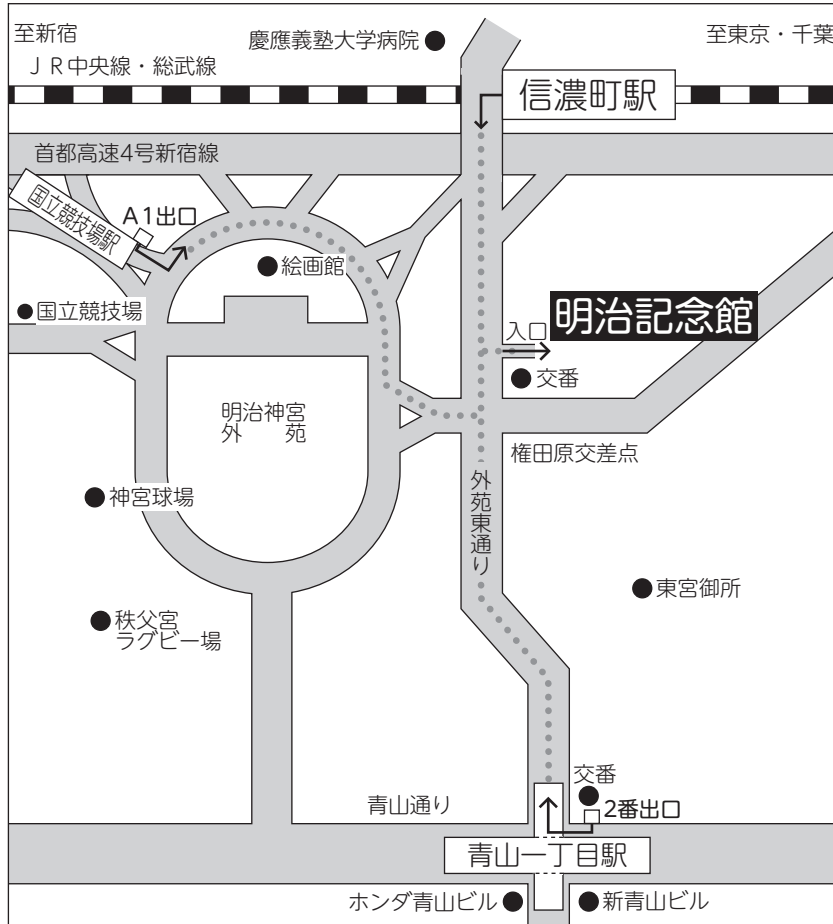 至新宿
慶應義塾大学病院
至東京・千葉
ＪＲ中央線・総武線
信濃町駅
首都高速4号新宿線
国立競技場駅
A1出口
絵画館
国立競技場
入口
明治記念館
交番
明治神宮
外　苑
権田原交差点
外苑東通り
神宮球場
東宮御所
秩父宮
ラグビー場
交番
青山通り
2番出口
青山一丁目駅
ホンダ青山ビル
新青山ビル